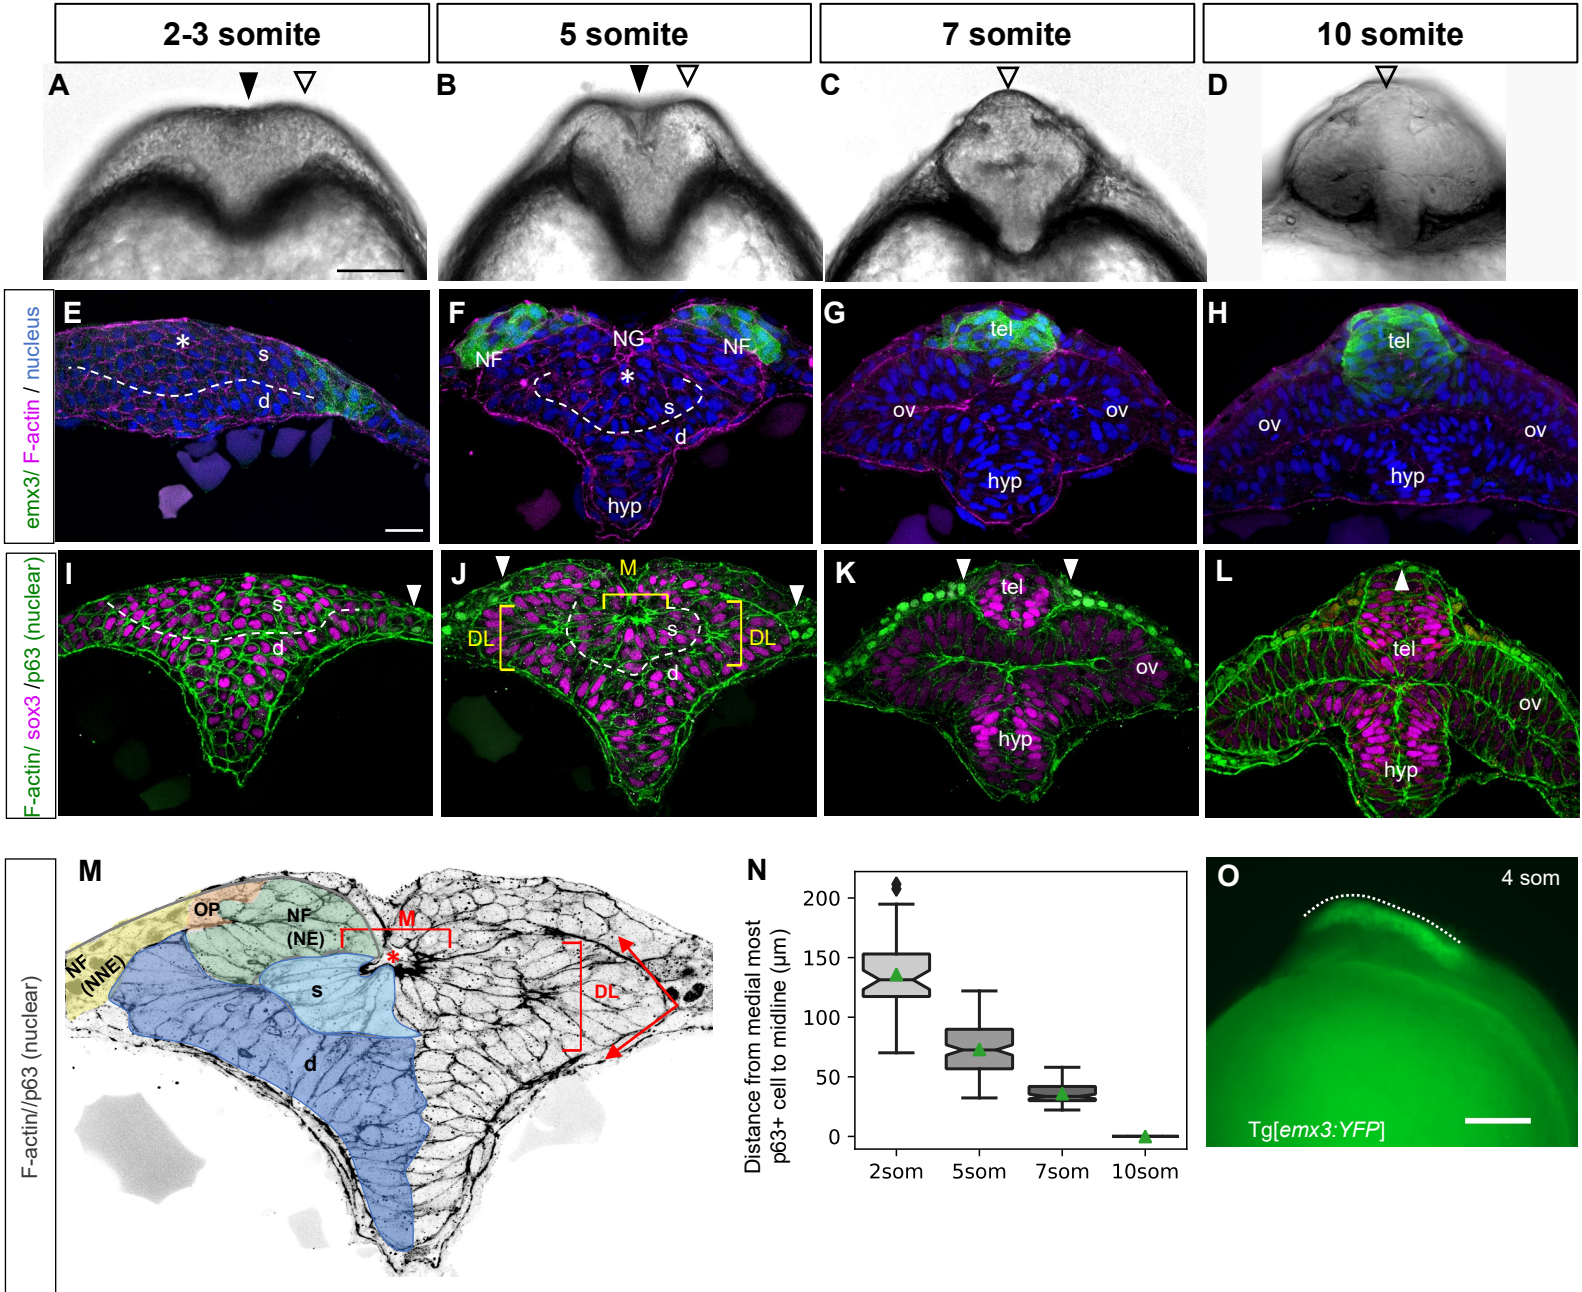 2-3 somite
5 somite
7 somite
10 somite
A
B
C
D
emx3/ F-actin / nucleus
E
*
s
d
F
NF
NG
NF
*
s
d
hyp
G
tel
ov
ov
hyp
H
tel
ov
ov
hyp
F-actin/ sox3 /p63 (nuclear)
I
s
d
J
M
DL
DL
s
d
K
tel
ov
hyp
L
tel
ov
hyp
F-actin//p63 (nuclear)
M
OP
NF
(NE)
NF
(NNE)
M
*
s
DL
d
N
Distance from medial most
p63+ cell to midline (μm)
200
150
100
50
0
2som
5som
7som
10som
O
4 som
Tg[emx3:YFP]